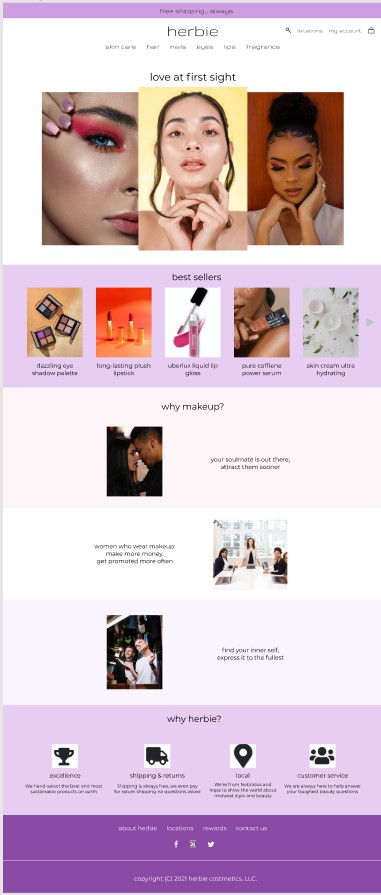 free shipping... always
herbie
locations my account
skin care hair nails eyes lips fragrance
love at first sight
best sellers
dazzling eye
shadow palette
long-lasting plush
lipstick
uberlux liquid lip
gloss
pure caffiene
power serum
skin cream ultra
hydrating
why makeup?
your soulmate is out there,
attract them sooner
women who wear makeup:
make more money,
get promoted more often
find your inner self,
express it to the fullest
why herbie?
excellence
We hand-select the best and most
sustainable products on earth
shipping & returns
Shipping is always free, we even pay
for return shipping no questions asked
local
We're from Nebraska and
hope to show the world about
midwest style and beauty
customer service
We are always here to help answer
your toughest beauty questions
about herbie locations rewards contact us
copyright (C) 2021 herbie costmetics, LLC.